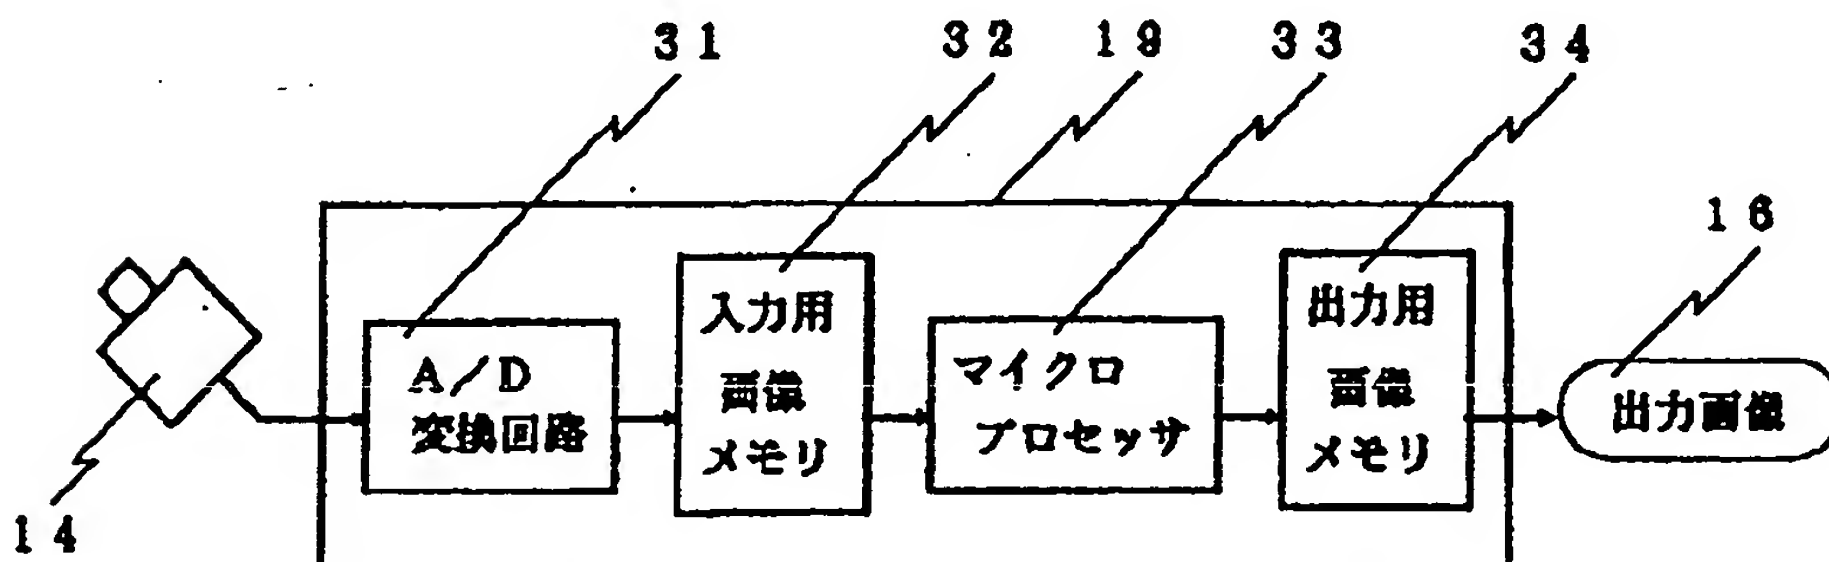 ３１
３２
１９
３３
３４
１６
A／D
変換回路
入力用
画像
メモリ
マイクロ
プロセッサ
出力用
画像
メモリ
出力画像
１４